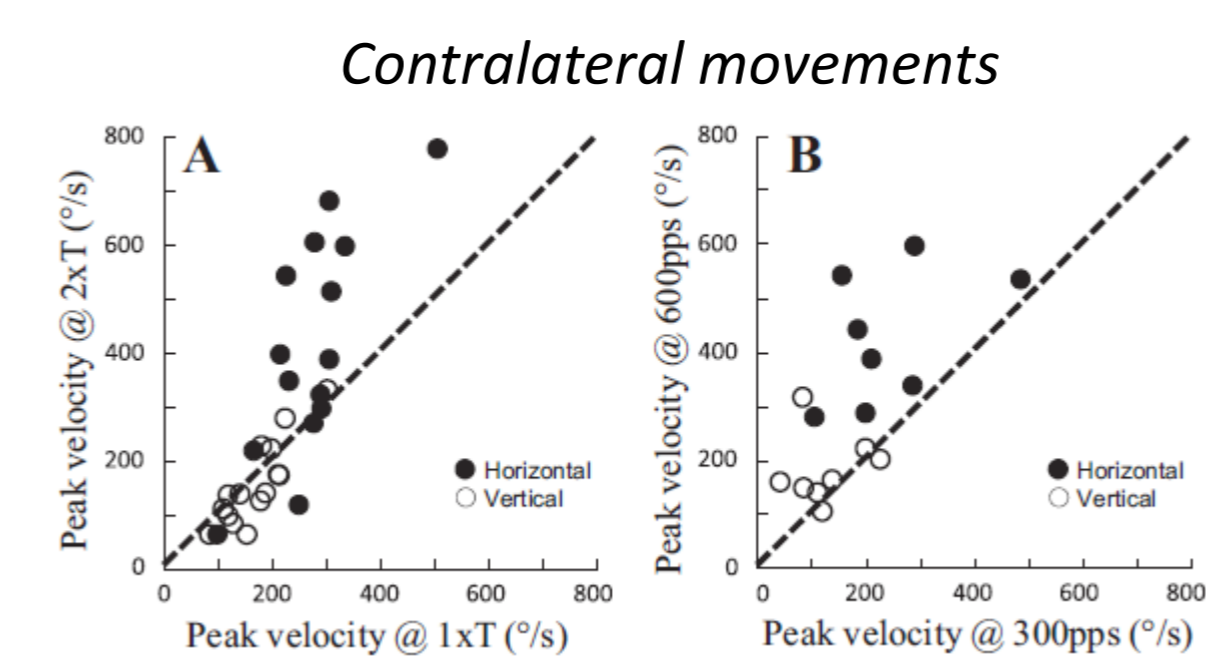 Contralateral movements
A
Peak velocity @ 2xT (°/s)
800
600
400
200
0
0 200 400 600 800
Peak velocity @ 1xT (°/s)
Horizontal
Vertical
B
Peak velocity @ 600pps (°/s)
800
600
400
200
0
0 200 400 600 800
Peak velocity @ 300pps (°/s)
Horizontal
Vertical